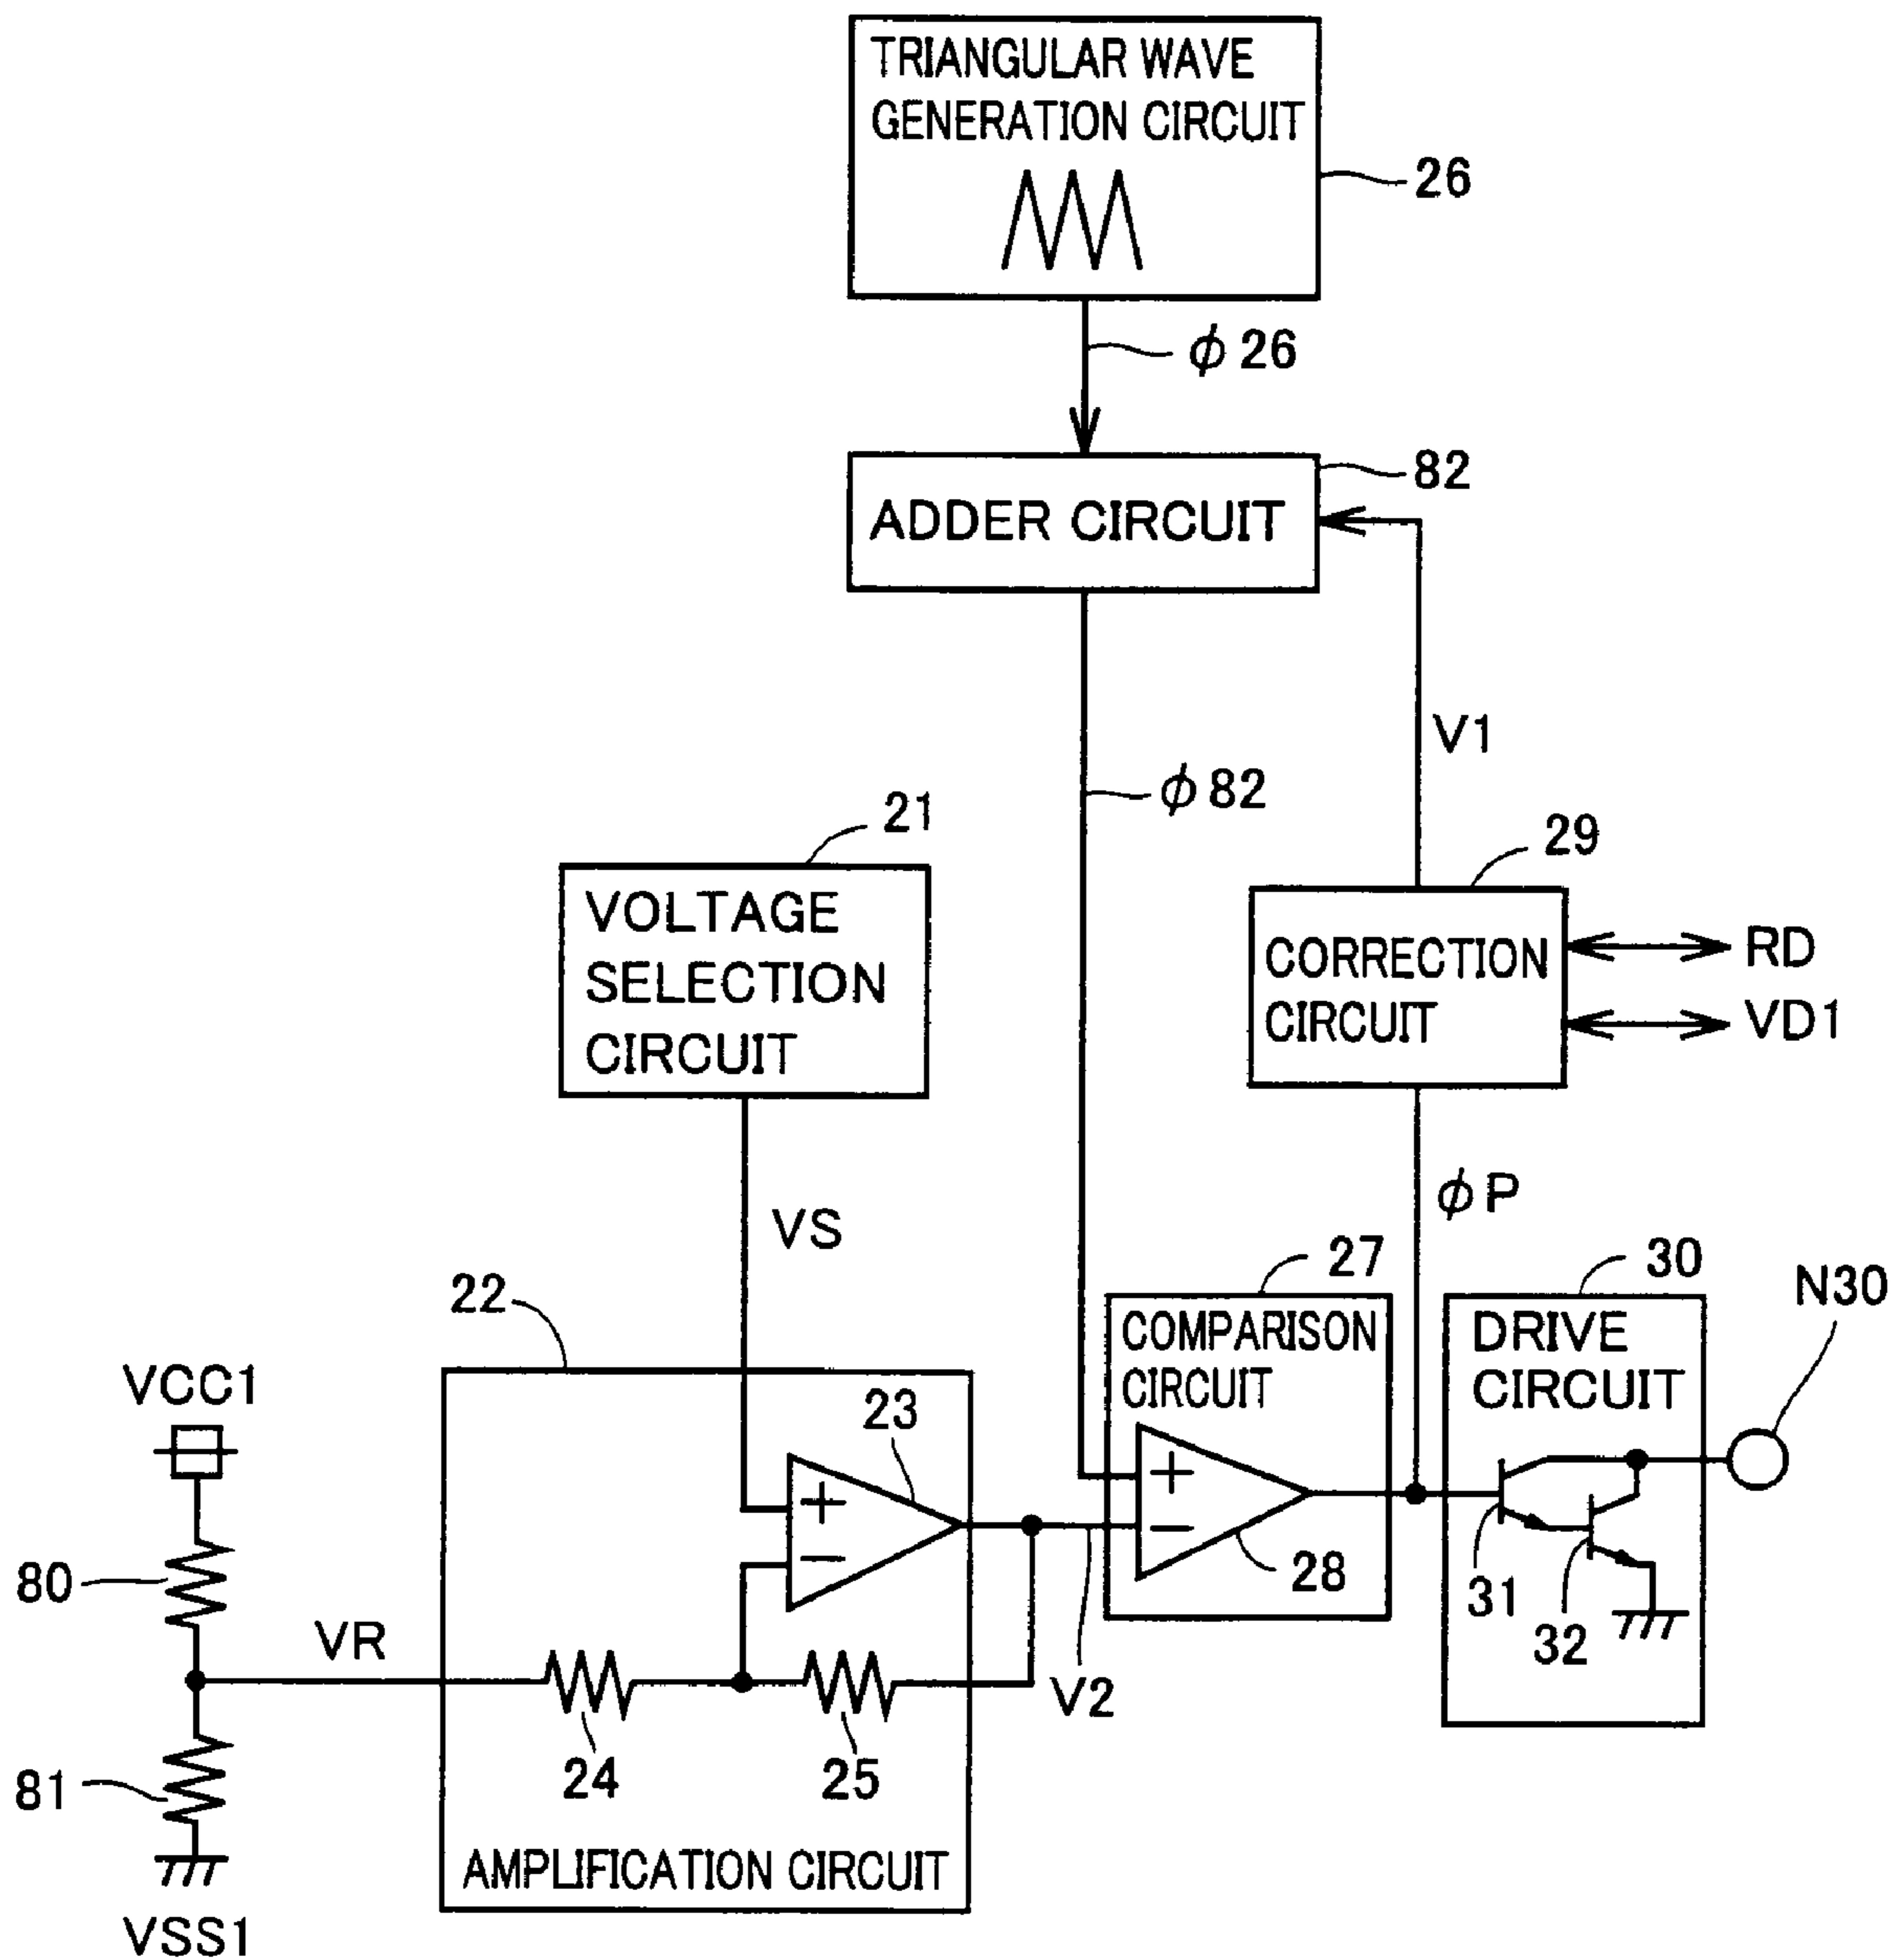 TRIANGULAR WAVE
GENERATION CIRCUIT
26
ϕ26
82
ADDER CIRCUIT
V1
ϕ82
21
VOLTAGE
SELECTION
CIRCUIT
29
CORRECTION
CIRCUIT
RD
VD1
VS
ϕP
22
27
30
N30
COMPARISON
CIRCUIT
DRIVE
CIRCUIT
VCC1
23
+
−
+
−
28
31
32
80
VR
V2
24
25
81
AMPLIFICATION CIRCUIT
VSS1